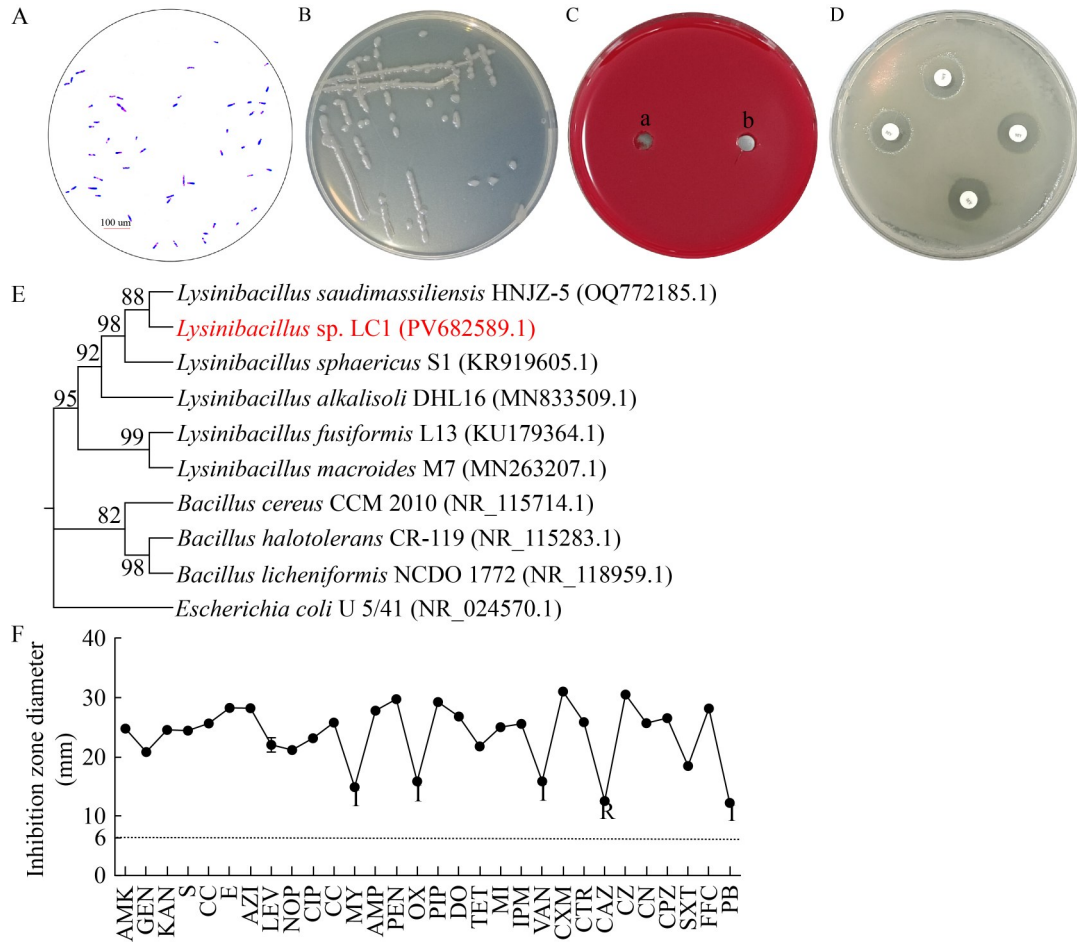 A
B
C
D
100 um
a
b
E
88
Lysinibacillus saudimassiliensis HNJZ-5 (OQ772185.1)
98
Lysinibacillus sp. LC1 (PV682589.1)
92
Lysinibacillus sphaericus S1 (KR919605.1)
95
Lysinibacillus alkalisoli DHL16 (MN833509.1)
99
Lysinibacillus fusiformis L13 (KU179364.1)
Lysinibacillus macroides M7 (MN263207.1)
82
Bacillus cereus CCM 2010 (NR_115714.1)
Bacillus halotolerans CR-119 (NR_115283.1)
98
Bacillus licheniformis NCDO 1772 (NR_118959.1)
Escherichia coli U 5/41 (NR_024570.1)
F
Inhibition zone diameter
(mm)
40
30
20
10
6
0
I
I
I
R
I
AMK
GEN
KAN
S
CC
E
AZI
LEV
NOP
CIP
CC
MY
AMP
PEN
OX
PIP
DO
TET
MI
IPM
VAN
CXM
CTR
CAZ
CZ
CN
CPZ
SXT
FFC
PB